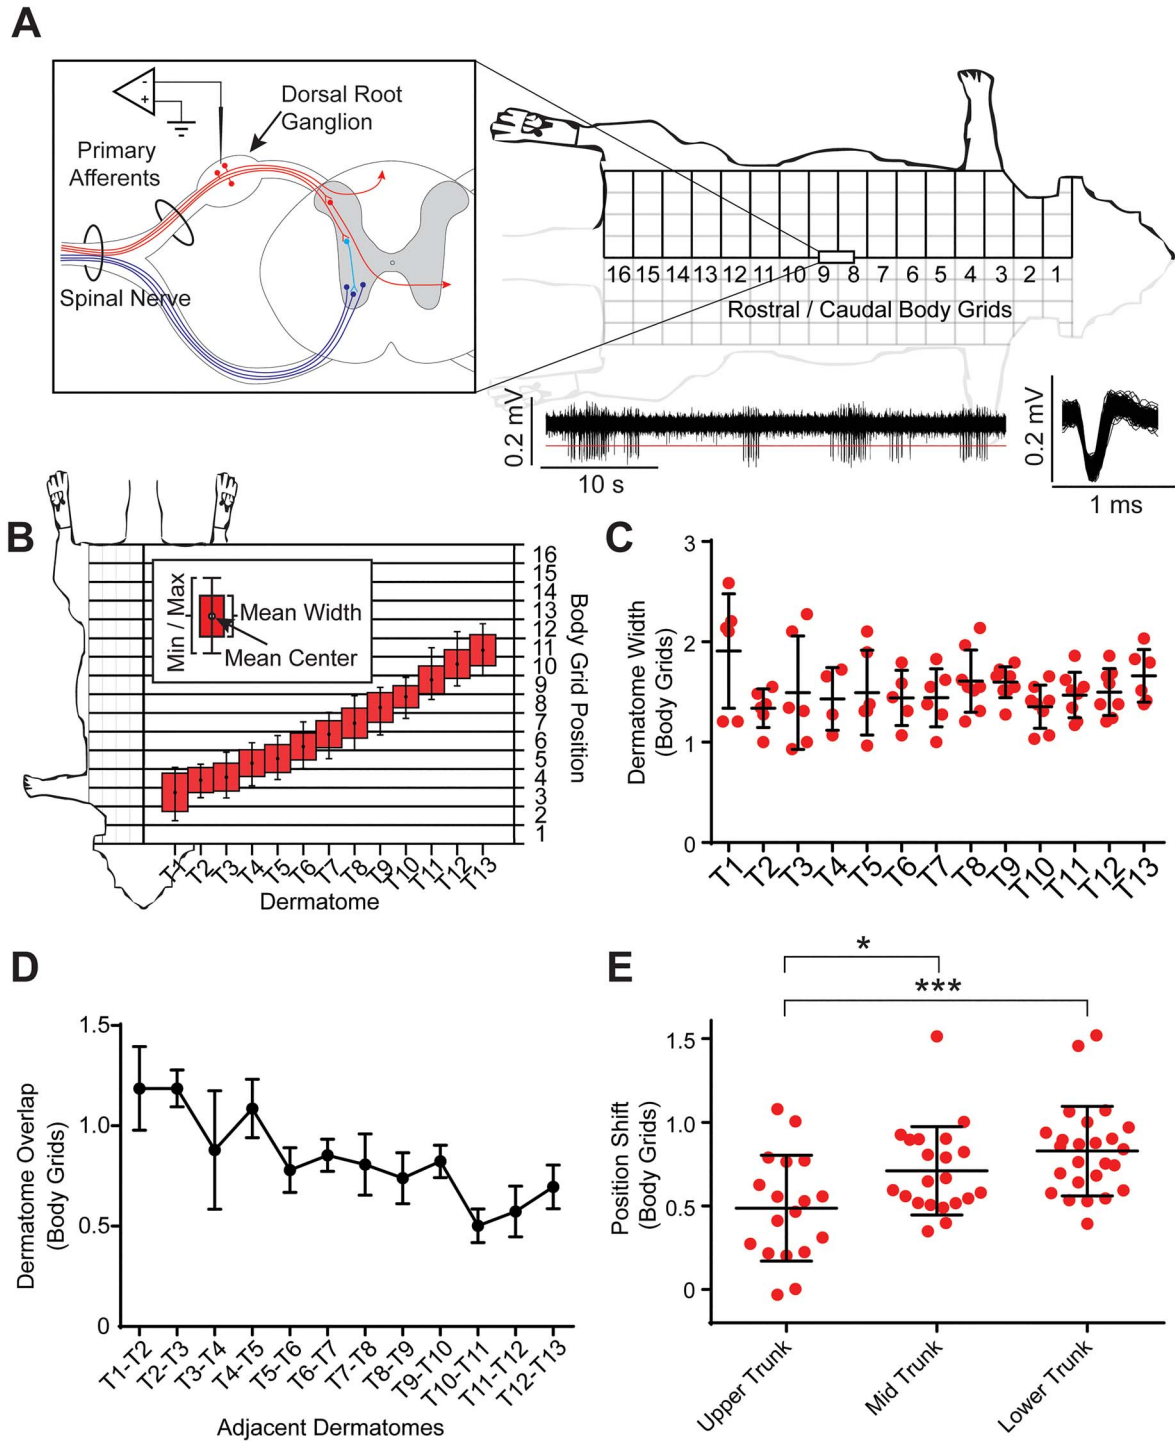 A
-
+
Dorsal Root
Ganglion
Primary
Afferents
Spinal Nerve
16 15 14 13 12 11 10 9 8 7 6 5 4 3 2 1
Rostral / Caudal Body Grids
0.2 mV
10 s
0.2 mV
1 ms
B
Min / Max
Mean Width
Mean Center
16
15
14
13
12
11
10
9
8
7
6
5
4
3
2
1
Body Grid Position
T1 T2 T3 T4 T5 T6 T7 T8 T9 T10 T11 T12 T13
Dermatome
C
Dermatome Width
(Body Grids)
3
2
1
0
T1 T2 T3 T4 T5 T6 T7 T8 T9 T10 T11 T12 T13
D
Dermatome Overlap
(Body Grids)
1.5
1.0
0.5
0
T1-T2 T2-T3 T3-T4 T4-T5 T5-T6 T6-T7 T7-T8 T8-T9 T9-T10 T10-T11 T11-T12 T12-T13
Adjacent Dermatomes
E
*
***
Position Shift
(Body Grids)
1.5
1.0
0.5
0
Upper Trunk
Mid Trunk
Lower Trunk